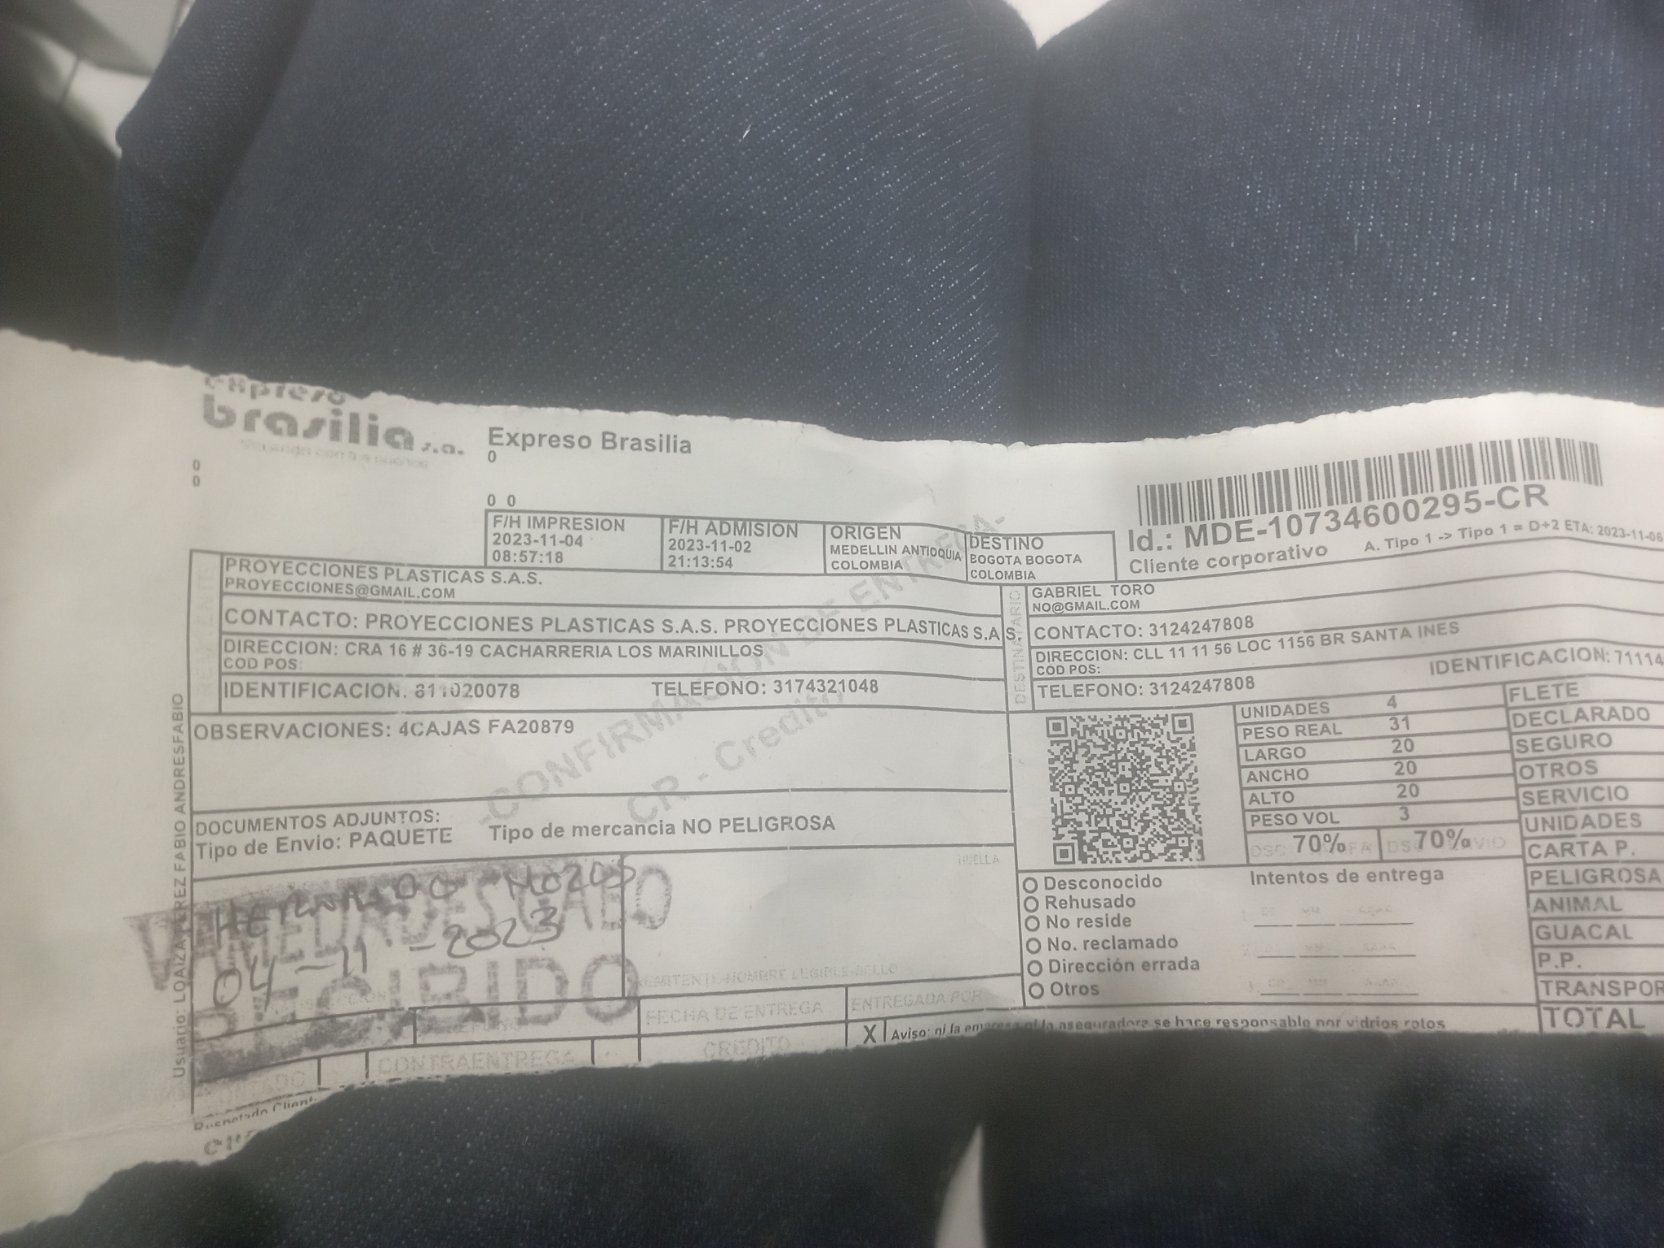 expreso
brasilia s.a.
Expreso Brasilia
0
0
0
0 0
F/H IMPRESION
2023-11-04
08:57:18
F/H ADMISION
2023-11-02
21:13:54
ORIGEN
MEDELLIN ANTIOQUIA
COLOMBIA
DESTINO
BOGOTA BOGOTA
COLOMBIA
Id.: MDE-10734600295-CR
Cliente corporativo
A. Tipo 1 -> Tipo 1 = D+2 ETA: 2023-11-06
PROYECCIONES PLASTICAS S.A.S.
PROYECCIONES@GMAIL.COM
CONTACTO: PROYECCIONES PLASTICAS S.A.S. PROYECCIONES PLASTICAS S.A.S.
DIRECCION: CRA 16 # 36-19 CACHARRERIA LOS MARINILLOS
COD POS:
IDENTIFICACION: 811020078
TELEFONO: 3174321048
DESTINATARIO
GABRIEL TORO
NO@GMAIL.COM
CONTACTO: 3124247808
DIRECCION: CLL 11 11 56 LOC 1156 BR SANTA INES
COD POS:
IDENTIFICACION: 71114
TELEFONO: 3124247808
OBSERVACIONES: 4CAJAS FA20879
-CONFIRMACION DE ENTREGA-
CR - Credito
DOCUMENTOS ADJUNTOS:
Tipo de Envio: PAQUETE
Tipo de mercancia NO PELIGROSA
UNIDADES 4
PESO REAL 31
LARGO 20
ANCHO 20
ALTO 20
PESO VOL 3
70%
70%
FLETE
DECLARADO
SEGURO
OTROS
SERVICIO
UNIDADES
CARTA P.
PELIGROSA
ANIMAL
GUACAL
P.P.
TRANSPOR
TOTAL
Desconocido
Rehusado
No reside
No. reclamado
Dirección errada
Otros
Intentos de entrega
HUELLA
04-11-2023
RECIBIDO
FECHA DE ENTREGA
ENTREGADA POR
CONTRAENTREGA
CREDITO
X
Aviso: ni la empresa ni la aseguradora se hace responsable por vidrios rotos
Usuario: LOAIZA PEREZ FABIO ANDRESFABIO